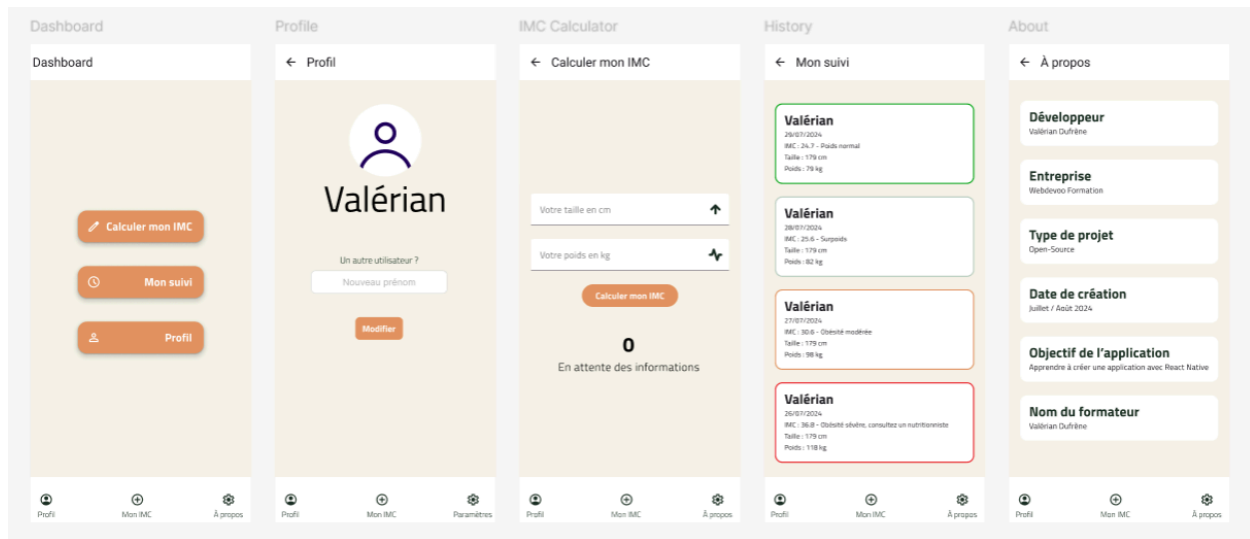 Dashboard
Dashboard
Calculer mon IMC
Mon suivi
Profil
Profil
Mon IMC
À propos
Profile
Profil
Valérian
Un autre utilisateur ?
Nouveau prénom
Modifier
Profil
Mon IMC
Paramètres
IMC Calculator
Calculer mon IMC
Votre taille en cm
Votre poids en kg
Calculer mon IMC
0
En attente des informations
Profil
Mon IMC
À propos
History
Mon suivi
Valérian
29/07/2024
IMC : 24.7 - Poids normal
Taille : 179 cm
Poids : 79 kg
Valérian
28/07/2024
IMC : 25.6 - Surpoids
Taille : 179 cm
Poids : 82 kg
Valérian
27/07/2024
IMC : 30.6 - Obésité modérée
Taille : 179 cm
Poids : 98 kg
Valérian
26/07/2024
IMC : 36.8 - Obésité sévère, consultez un nutritionniste
Taille : 179 cm
Poids : 118 kg
Profil
Mon IMC
À propos
About
À propos
Développeur
Valérian Dufrène
Entreprise
Webdevoo Formation
Type de projet
Open-Source
Date de création
Juillet / Août 2024
Objectif de l'application
Apprendre à créer une application avec React Native
Nom du formateur
Valérian Dufrène
Profil
Mon IMC
À propos